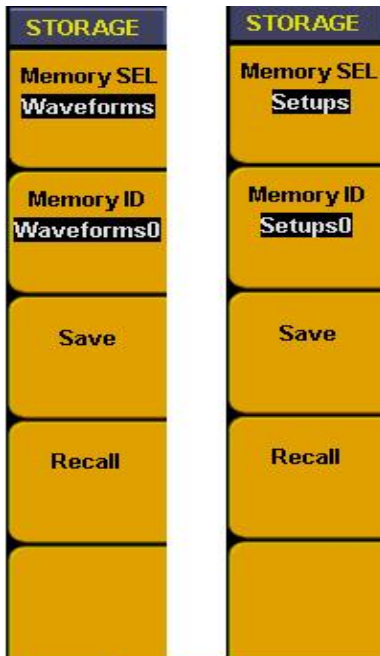 STORAGE
Memory SEL
Waveforms
Memory ID
Waveforms0
Save
Recall
STORAGE
Memory SEL
Setups
Memory ID
Setups0
Save
Recall